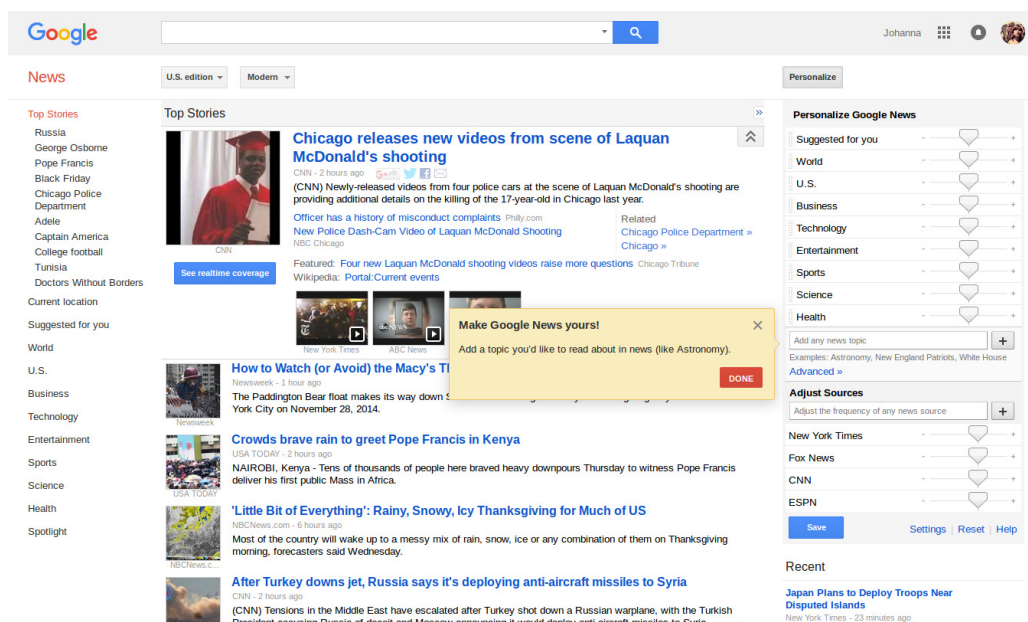 Google
Johanna
News
U.S. edition
Modern
Personalize
Top Stories
Russia
George Osborne
Pope Francis
Black Friday
Chicago Police
Department
Adele
Captain America
College football
Tunisia
Doctors Without Borders
Current location
Suggested for you
World
U.S.
Business
Technology
Entertainment
Sports
Science
Health
Spotlight
Top Stories
»
Chicago releases new videos from scene of Laquan
McDonald's shooting
CNN - 2 hours ago
(CNN) Newly-released videos from four police cars at the scene of Laquan McDonald's shooting are
providing additional details on the killing of the 17-year-old in Chicago last year.
Officer has a history of misconduct complaints Philly.com
New Police Dash-Cam Video of Laquan McDonald Shooting
NBC Chicago
Related
Chicago Police Department »
Chicago »
CNN
See realtime coverage
Featured: Four new Laquan McDonald shooting videos raise more questions Chicago Tribune
Wikipedia: Portal:Current events
abc NEWS
New York Times
ABC News
Make Google News yours!
Add a topic you'd like to read about in news (like Astronomy).
DONE
How to Watch (or Avoid) the Macy's
Newsweek - 1 hour ago
The Paddington Bear float makes its way down
York City on November 28, 2014.
Newsweek
Crowds brave rain to greet Pope Francis in Kenya
USA TODAY - 2 hours ago
NAIROBI, Kenya - Tens of thousands of people here braved heavy downpours Thursday to witness Pope Francis
deliver his first public Mass in Africa.
USA TODAY
'Little Bit of Everything': Rainy, Snowy, Icy Thanksgiving for Much of US
NBCNews.com - 6 hours ago
Most of the country will wake up to a messy mix of rain, snow, ice or any combination of them on Thanksgiving
morning, forecasters said Wednesday.
NBCNews.c...
After Turkey downs jet, Russia says it's deploying anti-aircraft missiles to Syria
CNN - 2 hours ago
(CNN) Tensions in the Middle East have escalated after Turkey shot down a Russian warplane, with the Turkish
Personalize Google News
Suggested for you - +
World - +
U.S. - +
Business - +
Technology - +
Entertainment - +
Sports - +
Science - +
Health - +
Add any news topic +
Examples: Astronomy, New England Patriots, White House
Advanced »
Adjust Sources
Adjust the frequency of any news source +
New York Times - +
Fox News - +
CNN - +
ESPN - +
Save
Settings | Reset | Help
Recent
Japan Plans to Deploy Troops Near
Disputed Islands
New York Times - 23 minutes ago